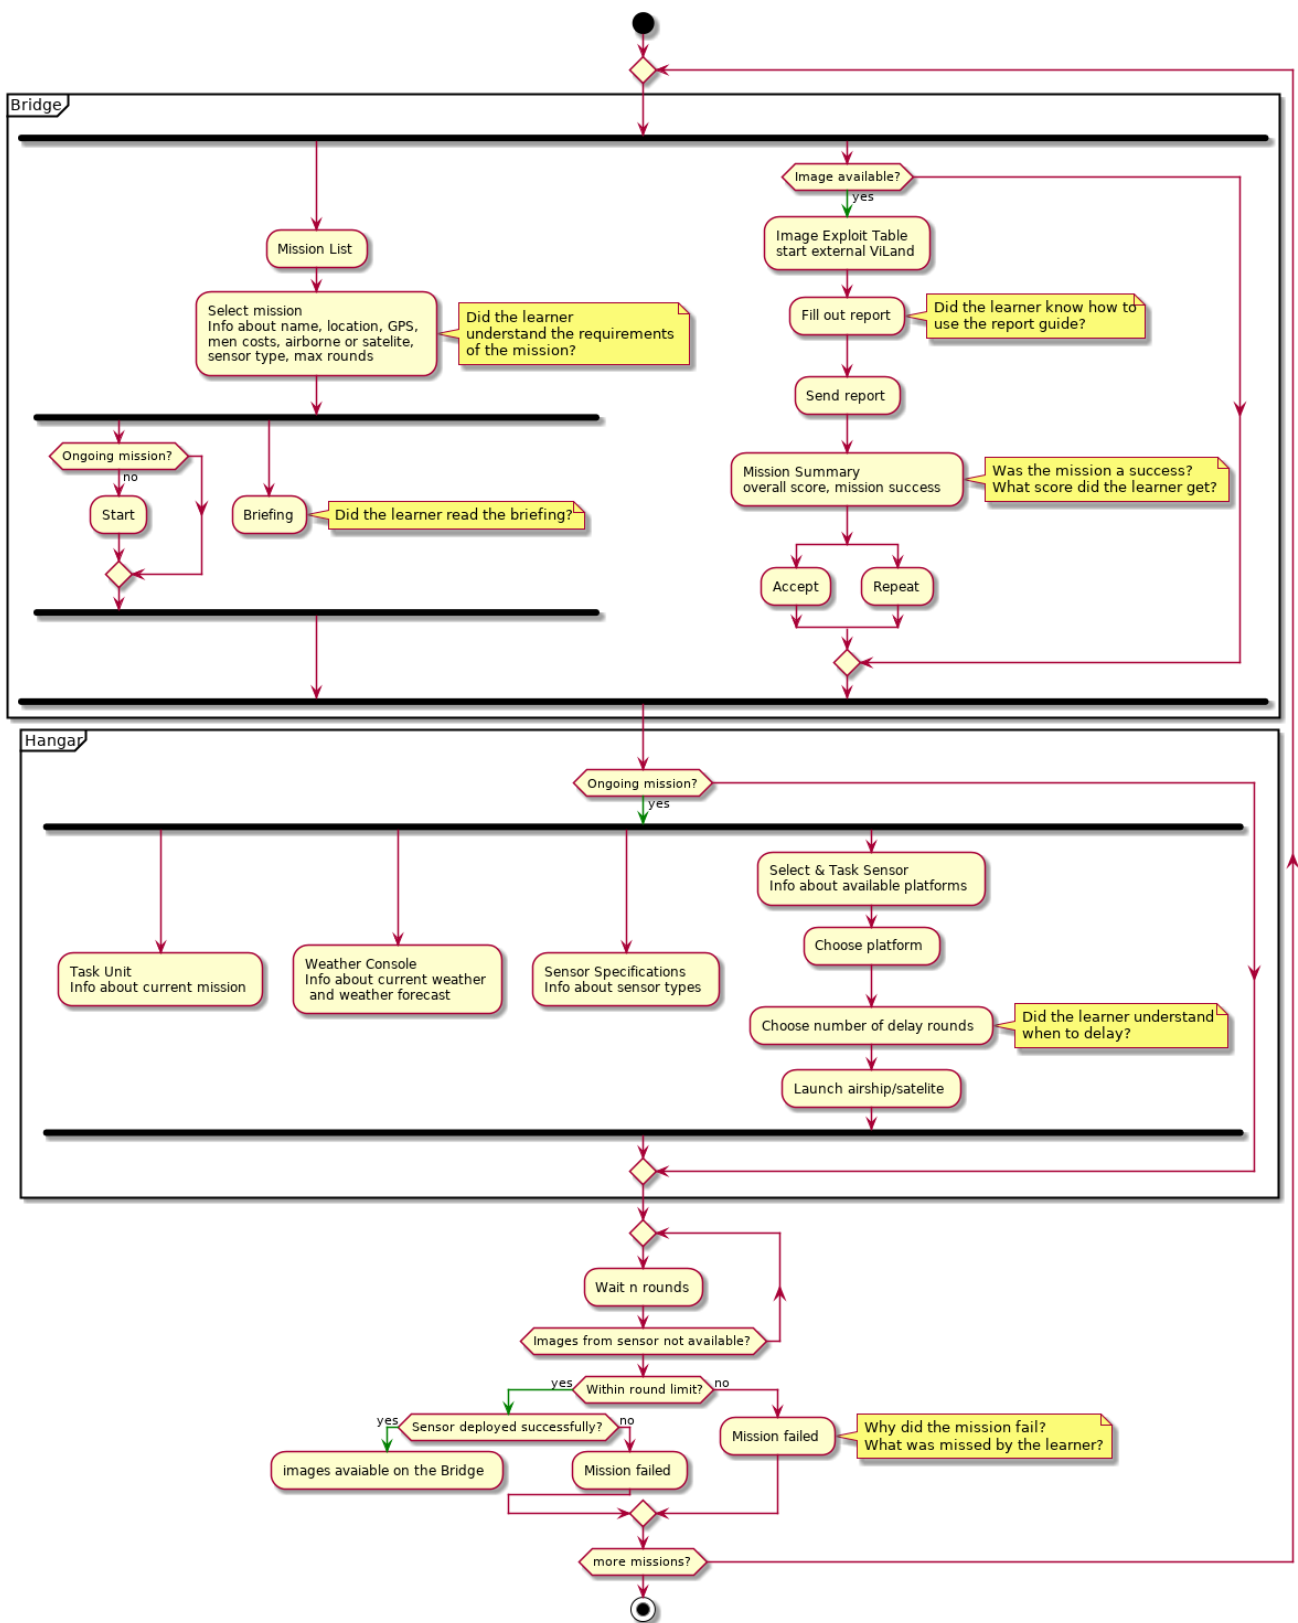 Bridge
Image available?
yes
Mission List
Image Exploit Table
start external ViLand
Select mission
Info about name, location, GPS,
men costs, airborne or satelite,
sensor type, max rounds
Did the learner
understand the requirements
of the mission?
Fill out report
Did the learner know how to
use the report guide?
Send report
Ongoing mission?
no
Start
Briefing
Did the learner read the briefing?
Mission Summary
overall score, mission success
Was the mission a success?
What score did the learner get?
Accept
Repeat
Hangar
Ongoing mission?
yes
Select & Task Sensor
Info about available platforms
Choose platform
Task Unit
Info about current mission
Weather Console
Info about current weather
and weather forecast
Sensor Specifications
Info about sensor types
Choose number of delay rounds
Did the learner understand
when to delay?
Launch airship/satelite
Wait n rounds
Images from sensor not available?
yes
Within round limit?
no
yes
Sensor deployed successfully?
no
Mission failed
Why did the mission fail?
What was missed by the learner?
images avaiable on the Bridge
Mission failed
more missions?